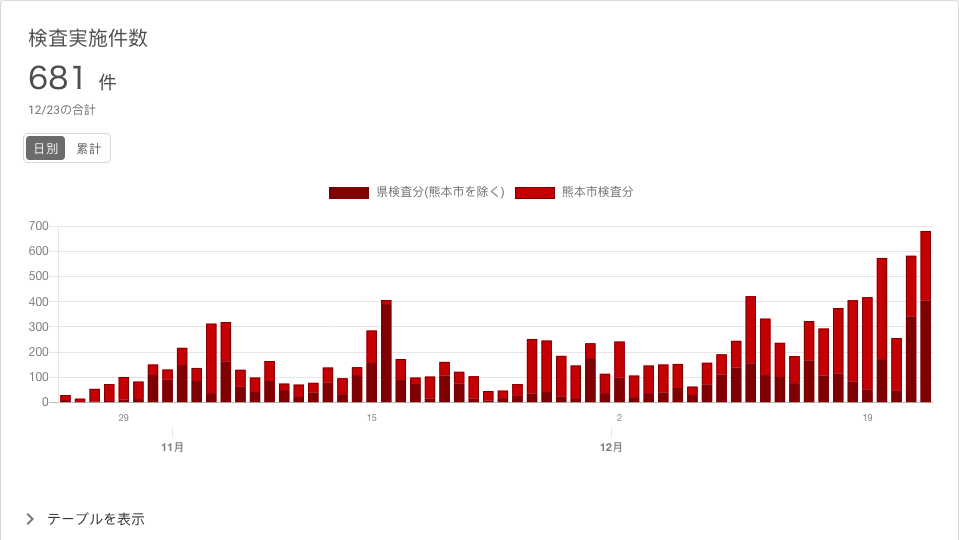 検査実施件数
681 件
12/23の合計
日別 累計
県検査分(熊本市を除く) 熊本市検査分
700
600
500
400
300
200
100
0
29 15 2 19
11月 12月
テーブルを表示